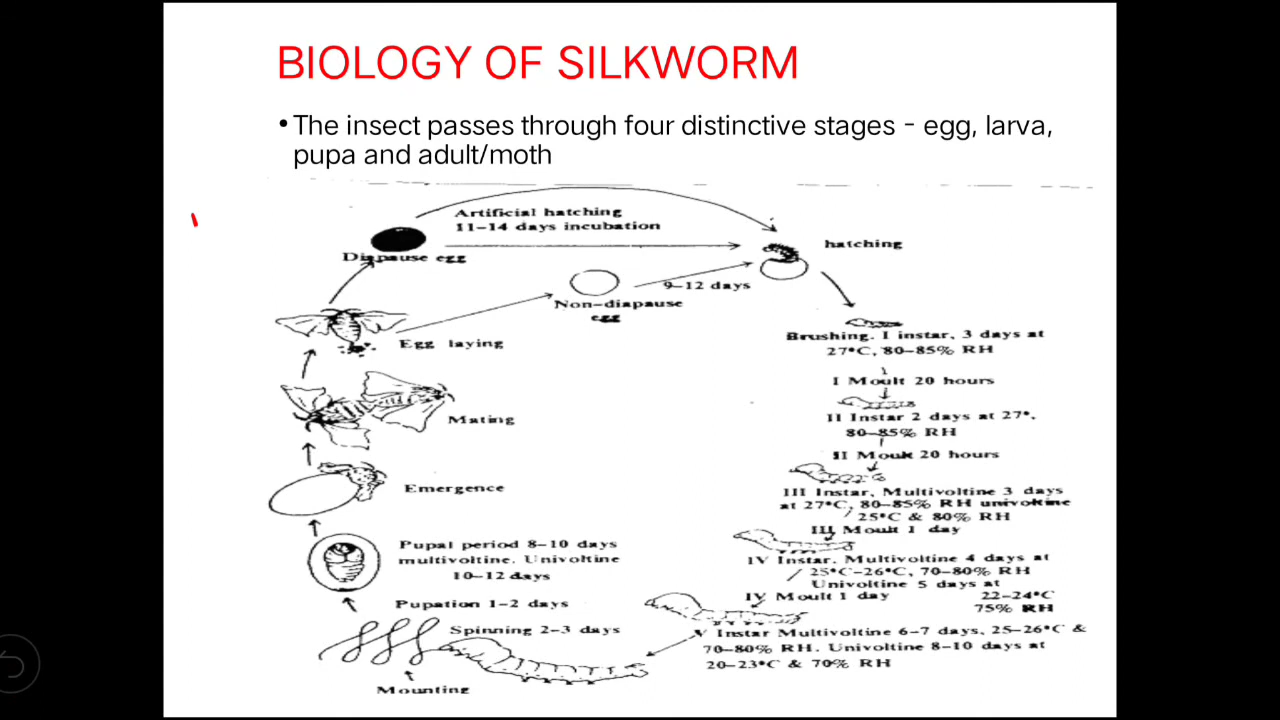 BIOLOGY OF SILKWORM
• The insect passes through four distinctive stages - egg, larva,
pupa and adult/moth
Artificial hatching
11-14 days incubation
Diapause egg
hatching
9-12 days
Non-diapause
egg
Egg laying
Brushing. I instar, 3 days at
27°C, 80-85% RH
I Moult 20 hours
II Instar 2 days at 27°.
80-85% RH
II Moult 20 hours
Mating
III Instar, Multivoltine 3 days
at 27°C, 80-85% RH univoltine
25°C & 80% RH
III Moult 1 day
Emergence
IV Instar. Multivoltine 4 days at
25°C-26°C, 70-80% RH
Univoltine 5 days at
22-24°C
75% RH
IV Moult 1 day
Pupal period 8-10 days
multivoltine. Univoltine
10-12 days
Pupation 1-2 days
Spinning 2-3 days
V Instar Multivoltine 6-7 days, 25-26°C &
70-80% RH. Univoltine 8-10 days at
20-23°C & 70% RH
Mounting